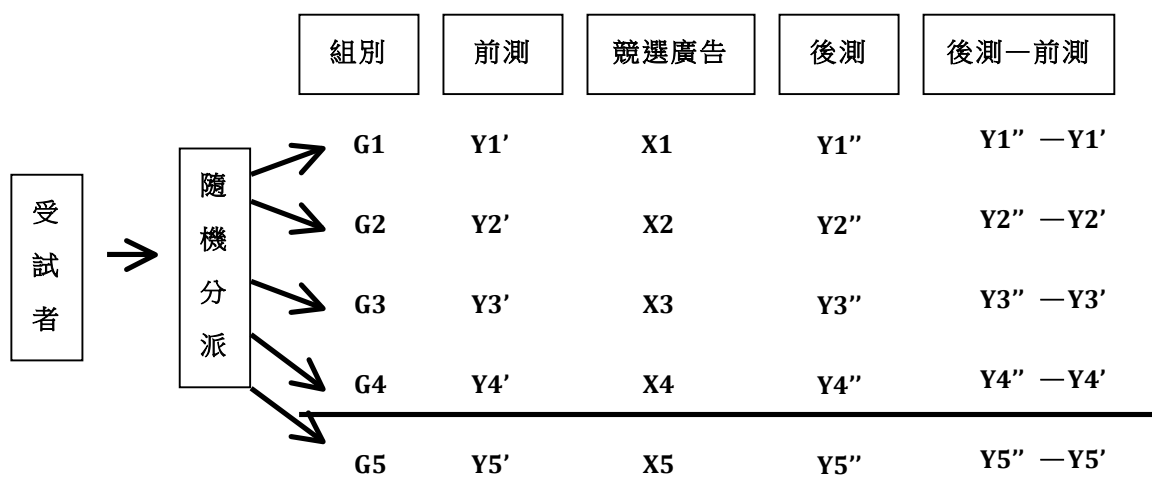 組別 前測 競選廣告 後測 後測－前測
受試者
隨機分派
G1 Y1’ X1 Y1’’ Y1’’ －Y1’
G2 Y2’ X2 Y2’’ Y2’’ －Y2’
G3 Y3’ X3 Y3’’ Y3’’ －Y3’
G4 Y4’ X4 Y4’’ Y4’’ －Y4’
G5 Y5’ X5 Y5’’ Y5’’ －Y5’